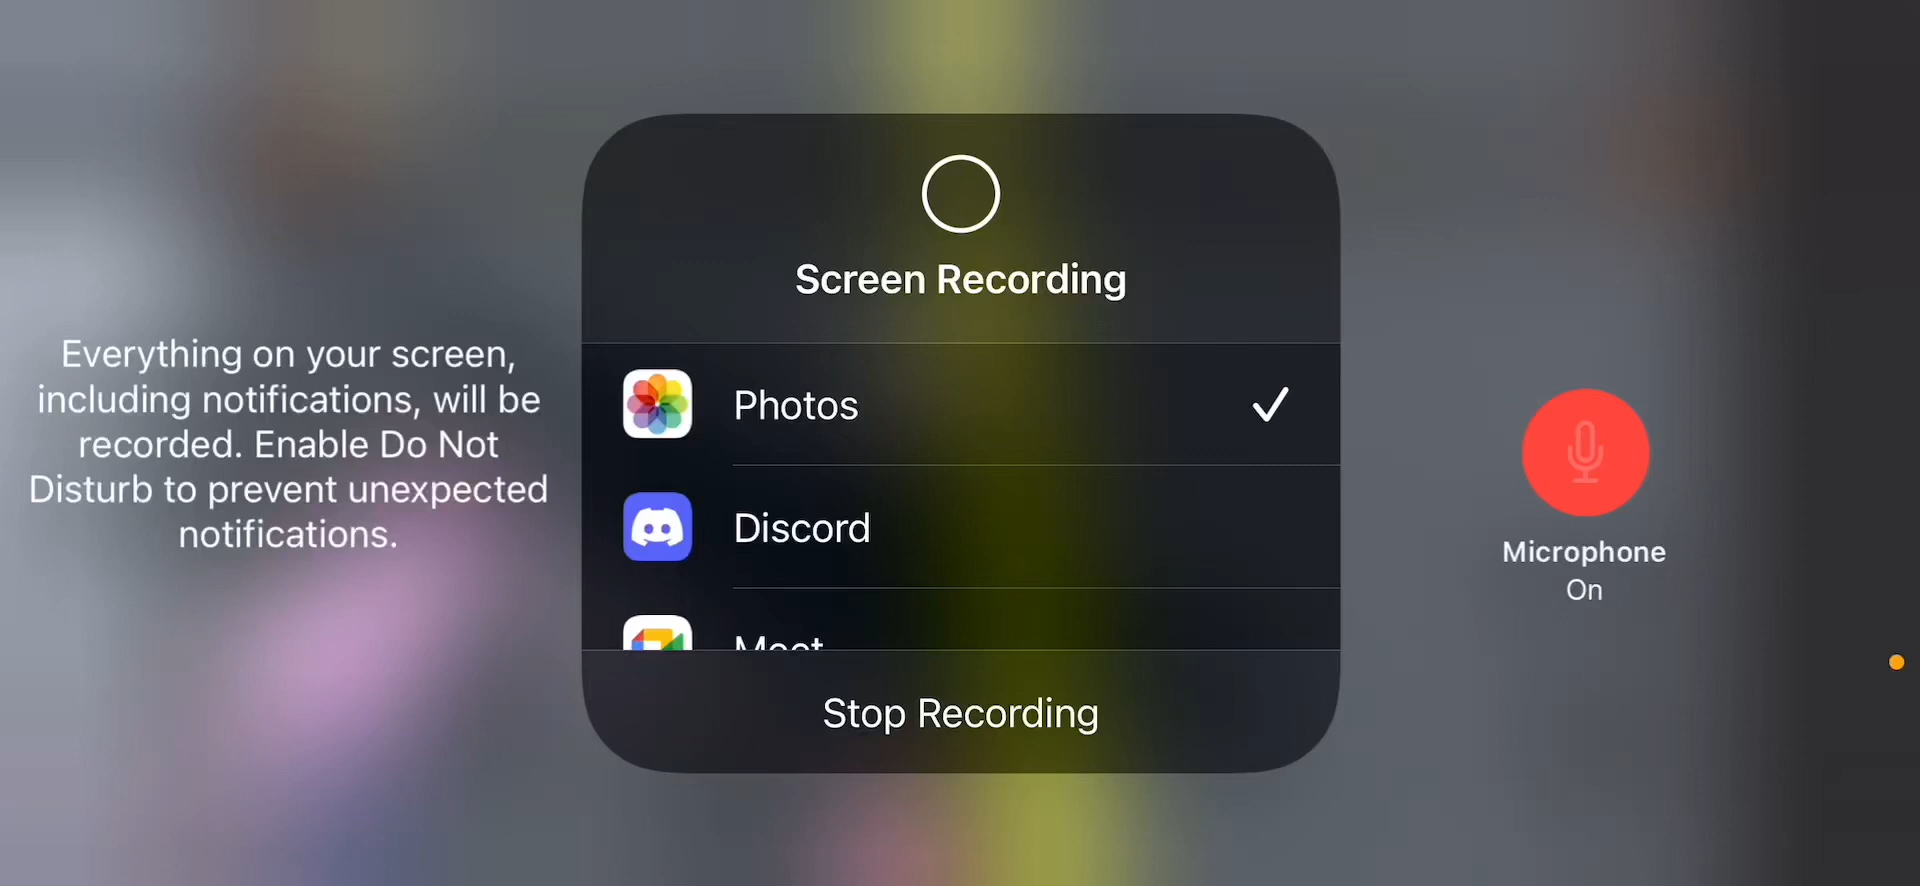 Everything on your screen,
including notifications, will be
recorded. Enable Do Not
Disturb to prevent unexpected
notifications.
Screen Recording
Photos
Discord
Meet
Stop Recording
Microphone
On